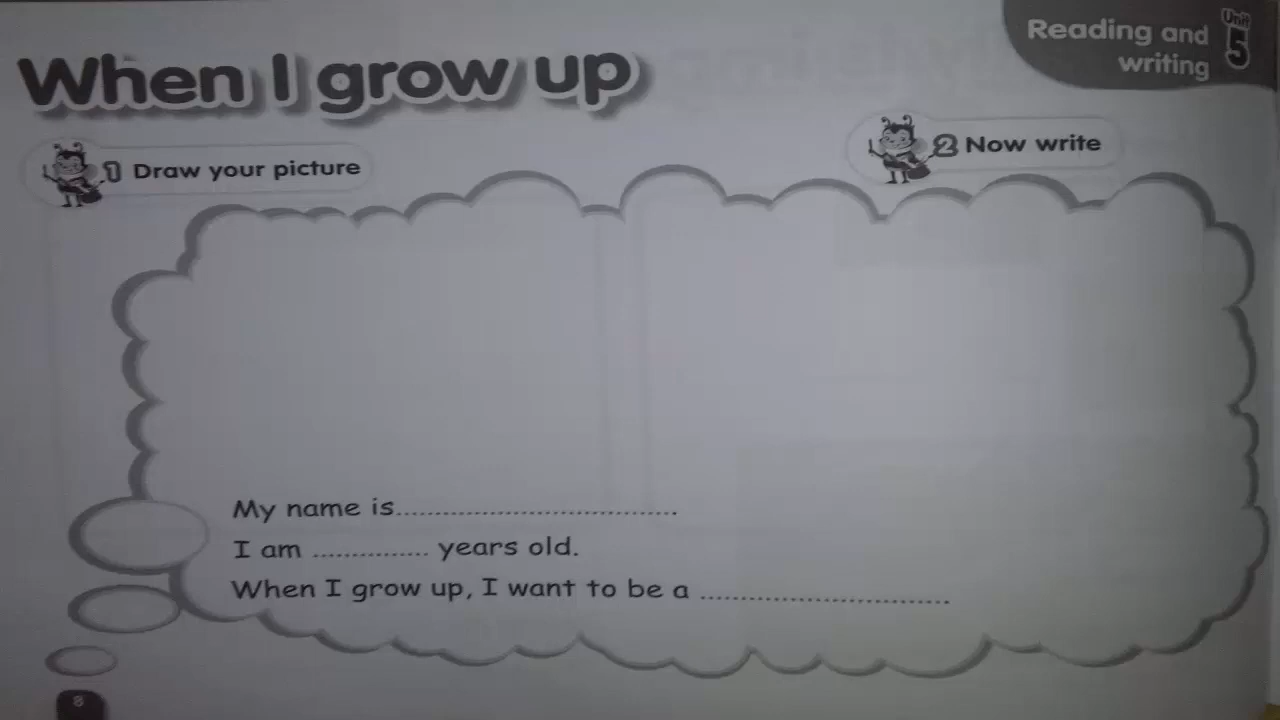 Reading and
writing
Unit
5
When I grow up
1 Draw your picture
2 Now write
My name is..................................
I am ............... years old.
When I grow up, I want to be a ...............................
8